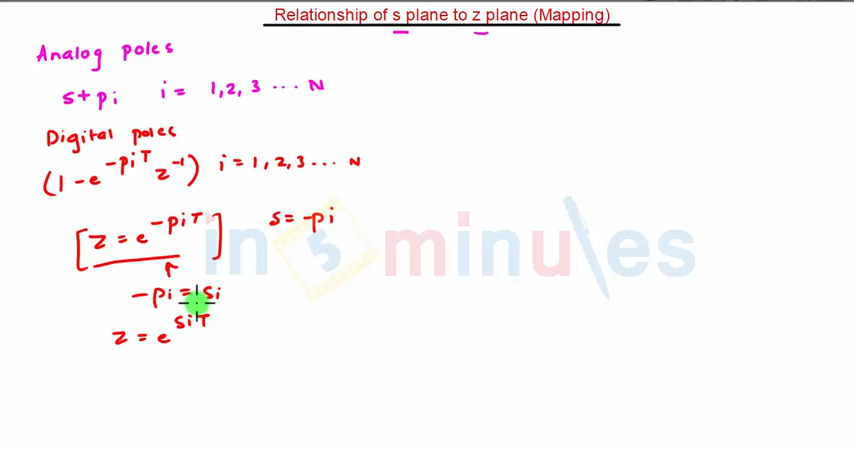 Relationship of s plane to z plane (Mapping)
Analog poles
s+pi i = 1,2,3 ... N
Digital poles
(1-e^-piT z^-1) i = 1,2,3 ... N
[z = e^-piT] s = -pi
in 5 minutes
-pi = si
z = e^siT